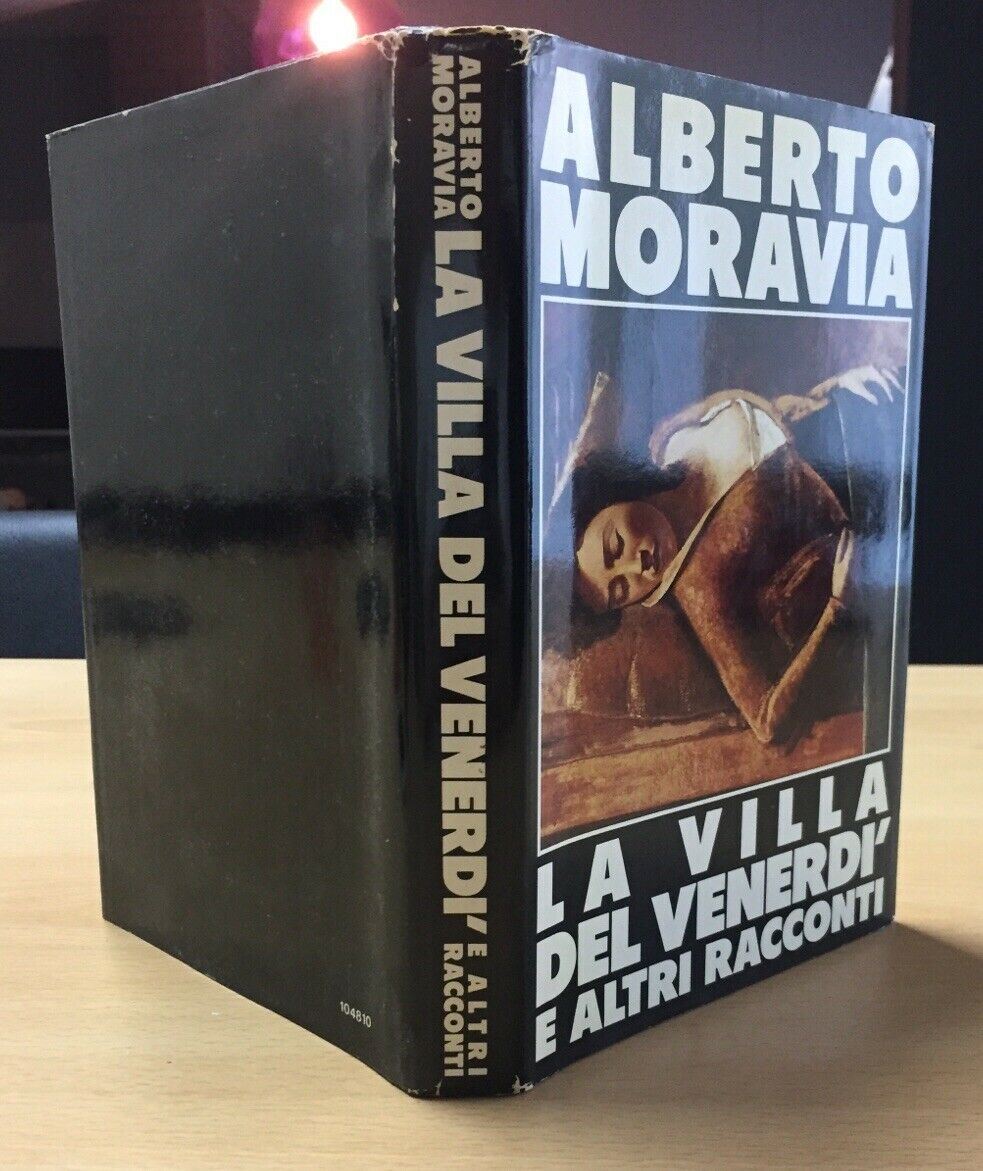 ALBERTO
MORAVIA
LA VILLA DEL VENERDI'
E ALTRI
RACCONTI
104810
ALBERTO
MORAVIA
LA VILLA
DEL VENERDI'
E ALTRI RACCONTI